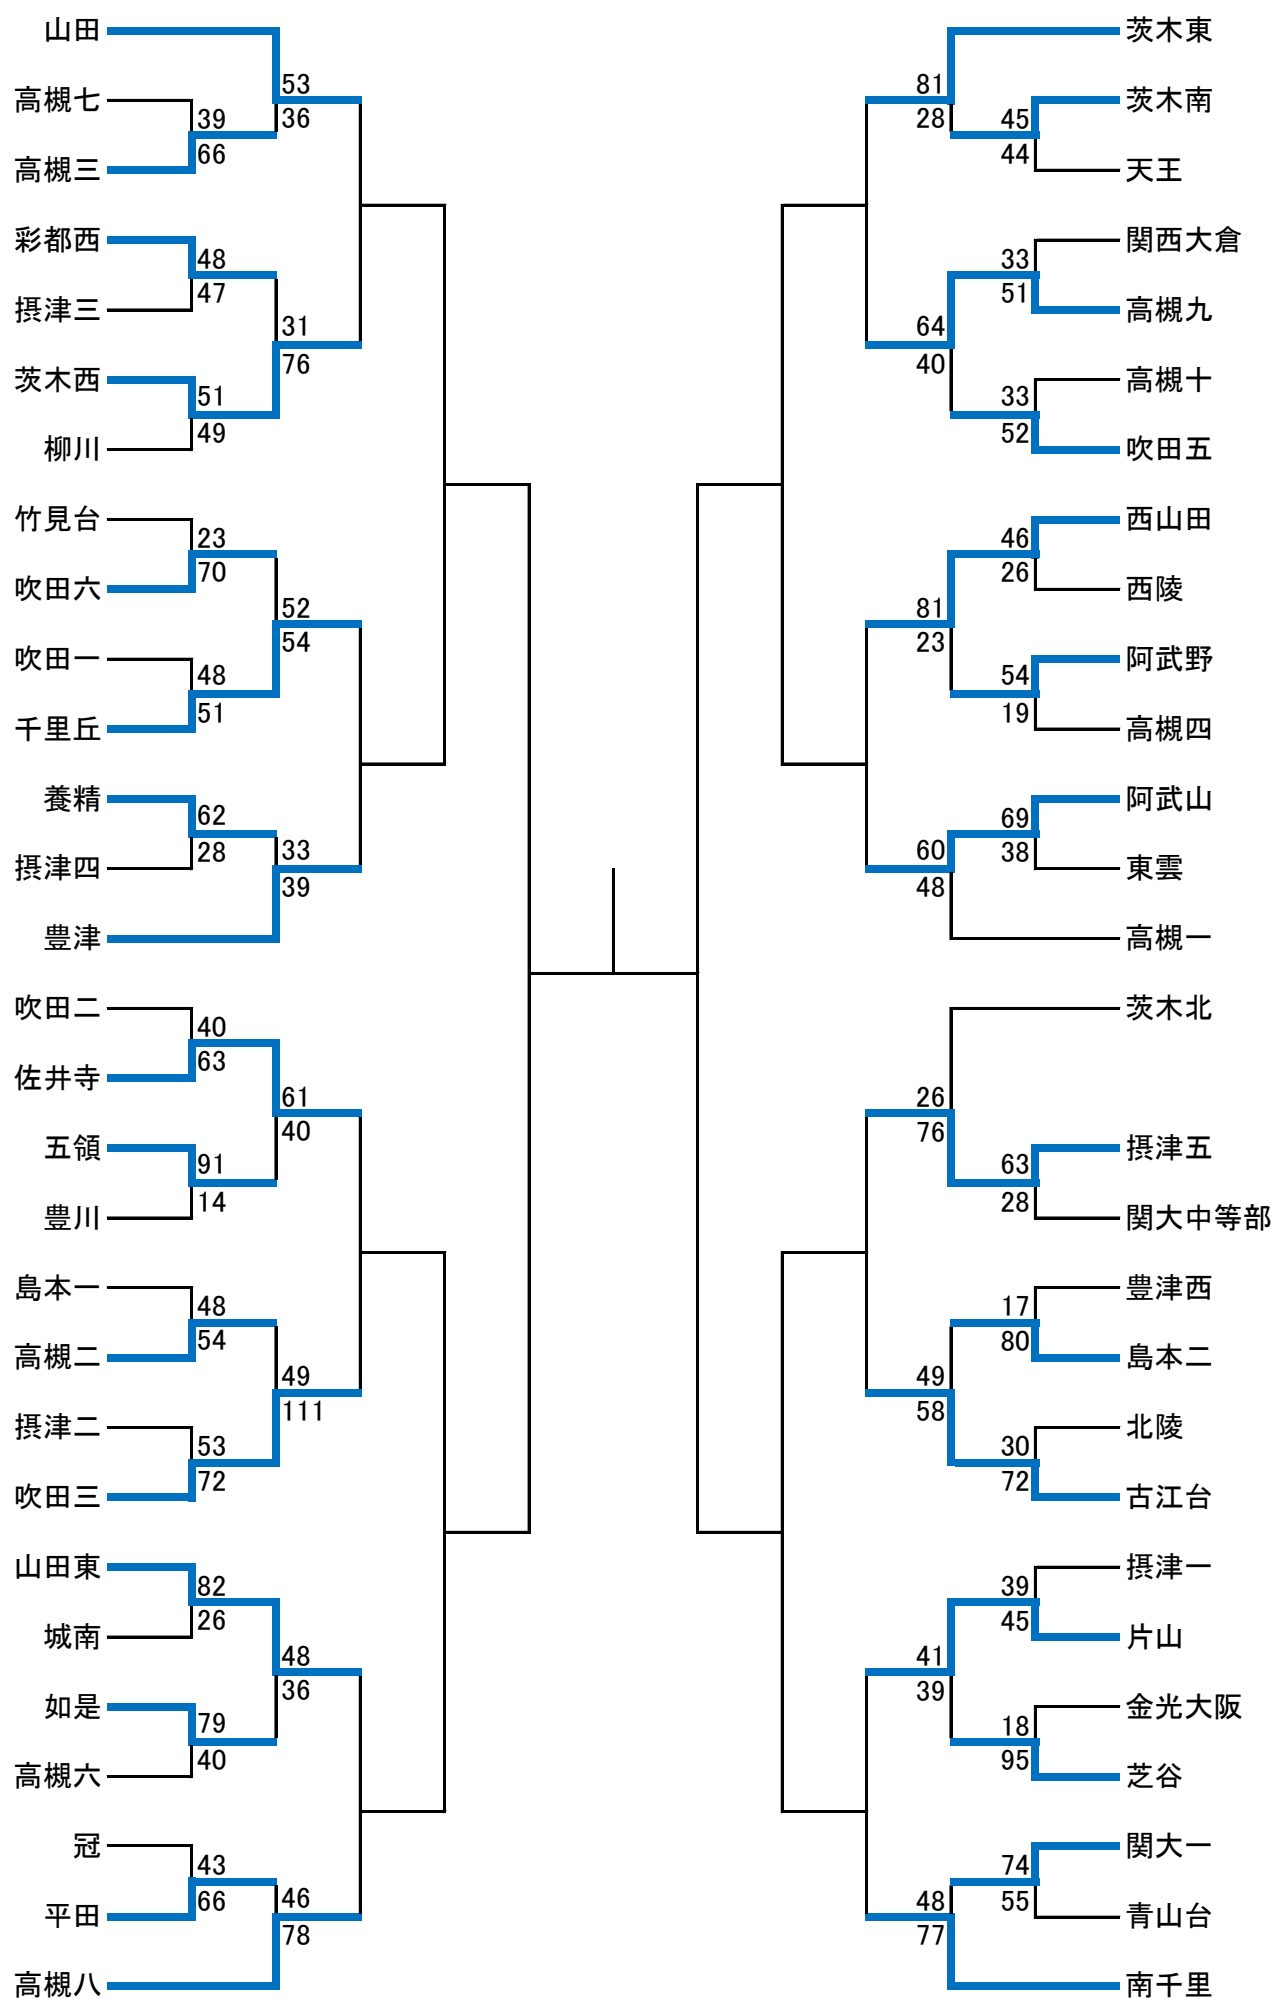 山田
53
高槻七
39
36
66
高槻三
彩都西
48
47
摂津三
31
76
茨木西
51
49
柳川
竹見台
23
70
吹田六
52
54
吹田一
48
51
千里丘
養精
62
28
摂津四
33
39
豊津
吹田二
40
63
佐井寺
61
40
五領
91
14
豊川
島本一
48
54
高槻二
49
111
摂津二
53
72
吹田三
山田東
82
26
城南
48
36
如是
79
40
高槻六
冠
43
66
平田
46
78
高槻八
茨木東
81
28
茨木南
45
44
天王
関西大倉
33
51
高槻九
64
40
高槻十
33
52
吹田五
西山田
46
26
西陵
81
23
阿武野
54
19
高槻四
阿武山
69
38
東雲
60
48
高槻一
茨木北
26
76
摂津五
63
28
関大中等部
豊津西
17
80
島本二
49
58
北陵
30
72
古江台
摂津一
39
45
片山
41
39
金光大阪
18
95
芝谷
関大一
74
55
青山台
48
77
南千里